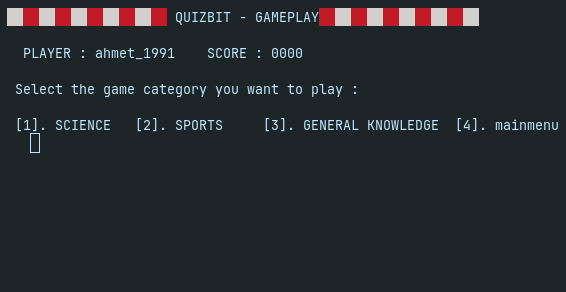 QUIZBIT - GAMEPLAY
PLAYER : ahmet_1991    SCORE : 0000
Select the game category you want to play :
[1]. SCIENCE   [2]. SPORTS     [3]. GENERAL KNOWLEDGE  [4]. mainmenu